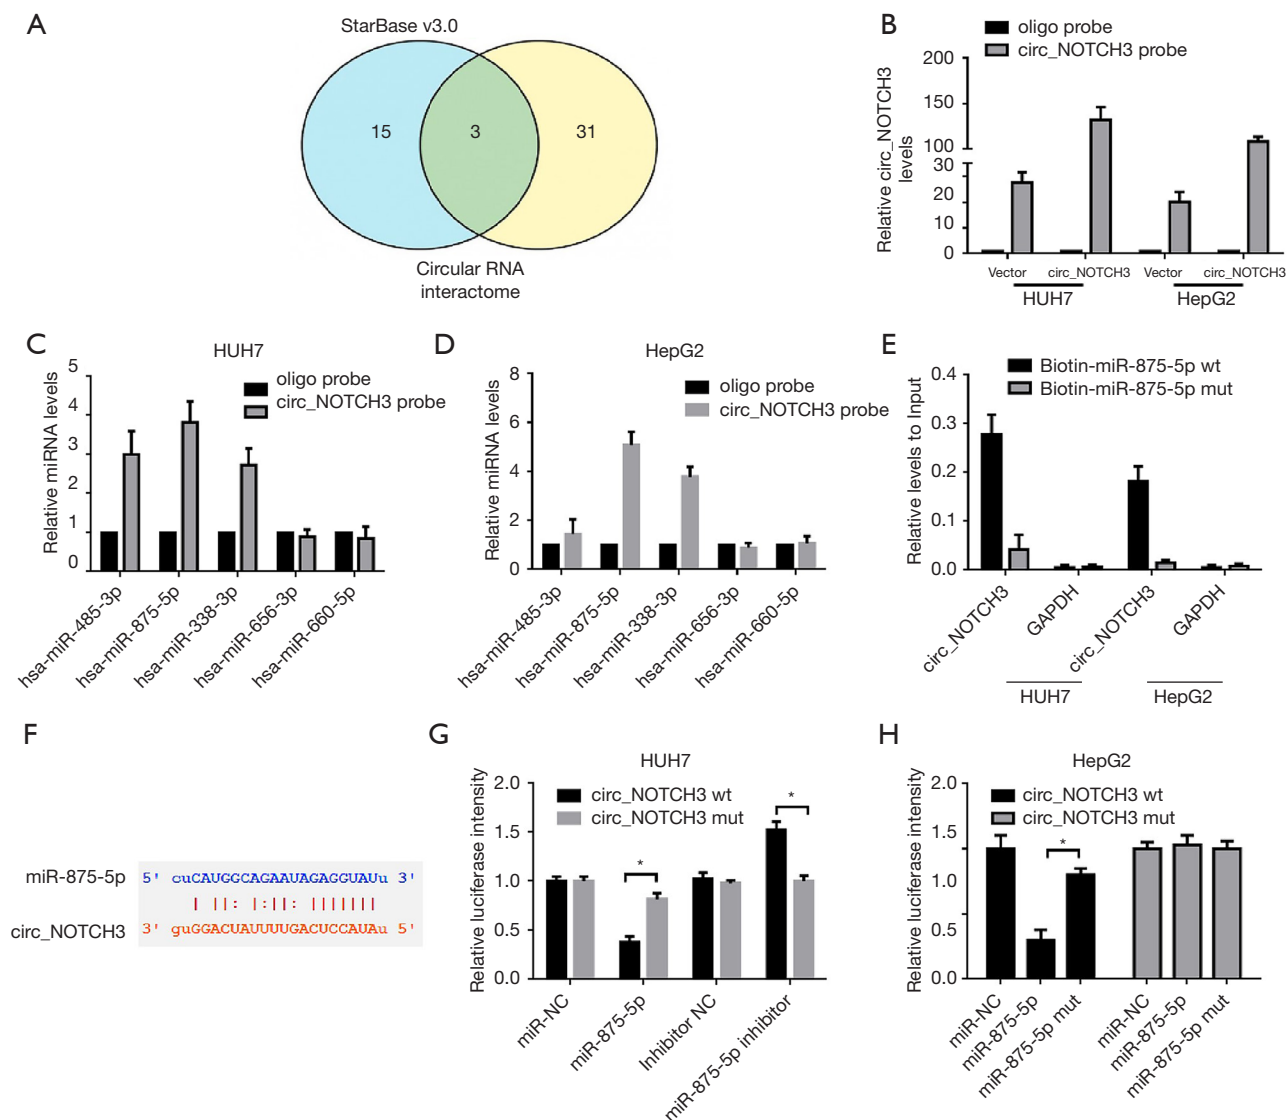 A
StarBase v3.0
15
3
31
Circular RNA
interactome
B
oligo probe
circ_NOTCH3 probe
Relative circ_NOTCH3
levels
200
150
100
30
20
10
0
Vector
circ_NOTCH3
Vector
circ_NOTCH3
HUH7
HepG2
C
HUH7
oligo probe
circ_NOTCH3 probe
Relative miRNA levels
5
4
3
2
1
0
hsa-miR-485-3p
hsa-miR-875-5p
hsa-miR-338-3p
hsa-miR-656-3p
hsa-miR-660-5p
D
HepG2
oligo probe
circ_NOTCH3 probe
Relative miRNA levels
8
6
4
2
0
hsa-miR-485-3p
hsa-miR-875-5p
hsa-miR-338-3p
hsa-miR-656-3p
hsa-miR-660-5p
E
Biotin-miR-875-5p wt
Biotin-miR-875-5p mut
Relative levels to Input
0.4
0.3
0.2
0.1
0.0
circ_NOTCH3
GAPDH
circ_NOTCH3
GAPDH
HUH7
HepG2
F
miR-875-5p 5' cuCAUGGCAGAAUAGAGGUAUu 3'
circ_NOTCH3 3' guGGACUAUUUUGACUCCAUAu 5'
G
HUH7
circ_NOTCH3 wt
circ_NOTCH3 mut
Relative luciferase intensity
2.0
1.5
1.0
0.5
0.0
*
*
miR-NC
miR-875-5p
Inhibitor NC
miR-875-5p inhibitor
H
HepG2
circ_NOTCH3 wt
circ_NOTCH3 mut
Relative luciferase intensity
2.0
1.5
1.0
0.5
0.0
*
miR-NC
miR-875-5p
miR-875-5p mut
miR-NC
miR-875-5p
miR-875-5p mut